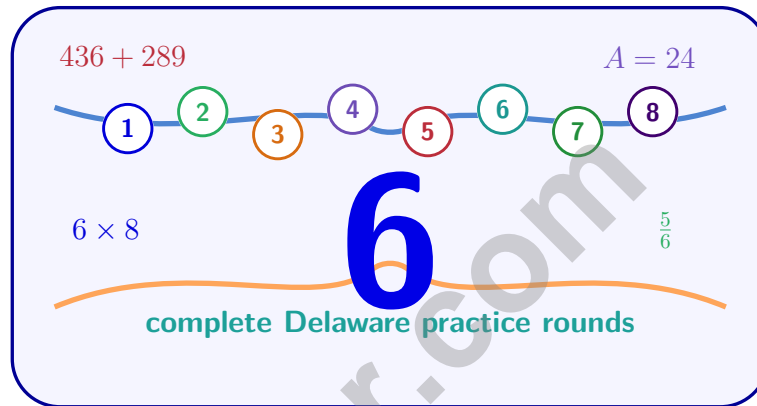 436 + 289
A = 24
1 2 3 4 5 6 7 8
6
6 × 8
5/6
complete Delaware practice rounds
r.com